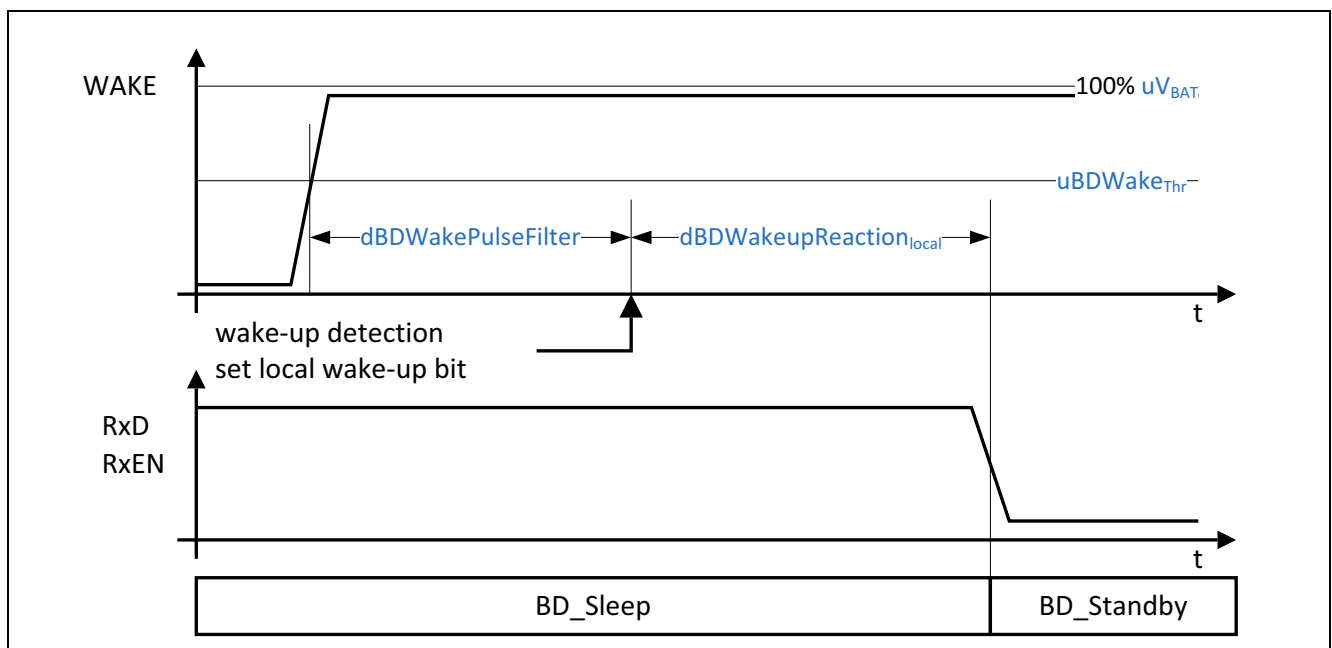 WAKE
100% uVBAT
uBDWakeThr
dBDWakePulseFilter
dBDWakeupReactionlocal
t
wake-up detection
set local wake-up bit
RxD
RxEN
t
BD_Sleep
BD_Standby